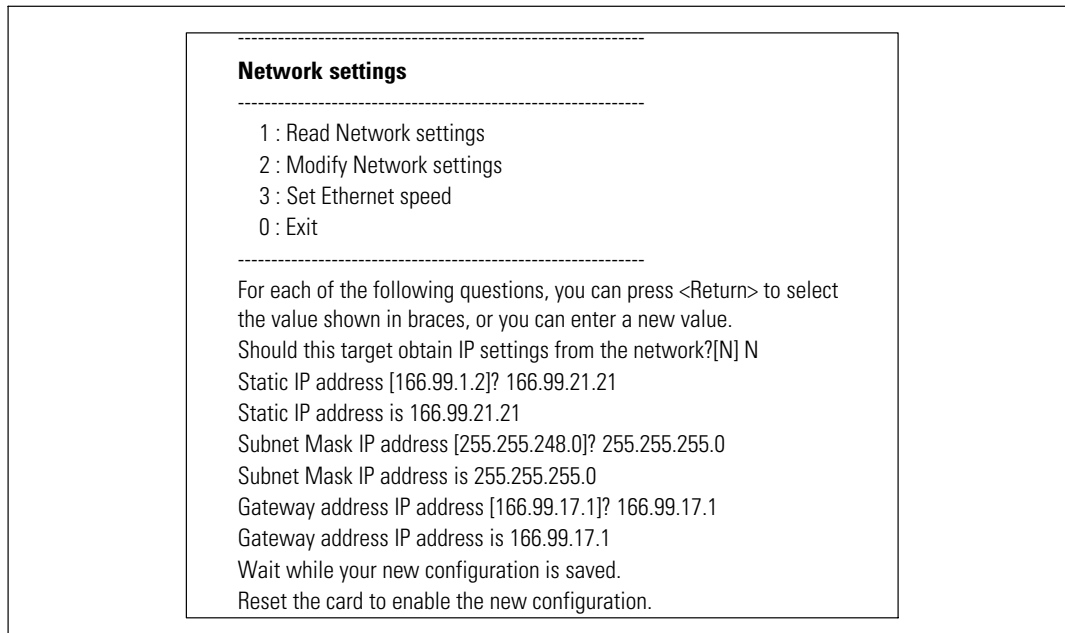 ------------------------------------------------------------
Network settings
------------------------------------------------------------
1 : Read Network settings
2 : Modify Network settings
3 : Set Ethernet speed
0 : Exit
------------------------------------------------------------
For each of the following questions, you can press <Return> to select
the value shown in braces, or you can enter a new value.
Should this target obtain IP settings from the network?[N] N
Static IP address [166.99.1.2]? 166.99.21.21
Static IP address is 166.99.21.21
Subnet Mask IP address [255.255.248.0]? 255.255.255.0
Subnet Mask IP address is 255.255.255.0
Gateway address IP address [166.99.17.1]? 166.99.17.1
Gateway address IP address is 166.99.17.1
Wait while your new configuration is saved.
Reset the card to enable the new configuration.